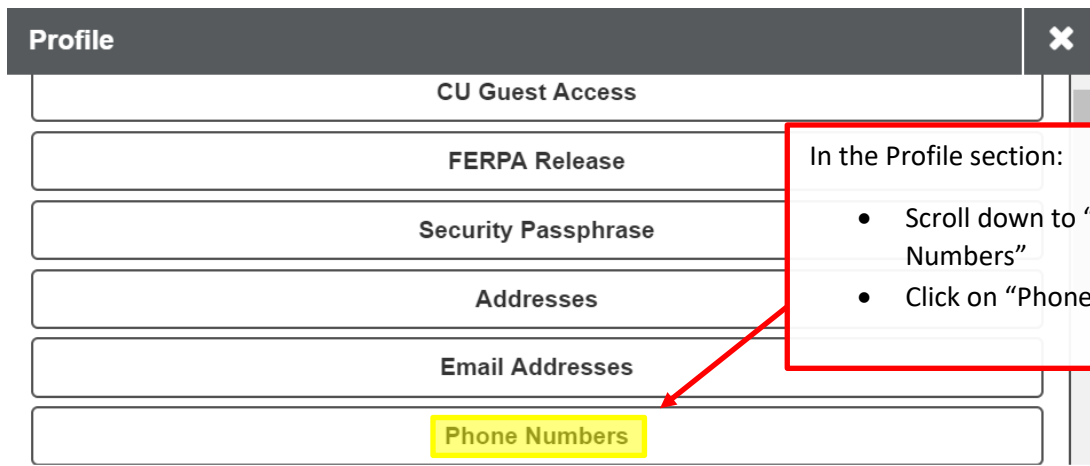 Profile
CU Guest Access
FERPA Release
In the Profile section:
• Scroll down to “
Numbers”
• Click on “Phone
Security Passphrase
Addresses
Email Addresses
Phone Numbers